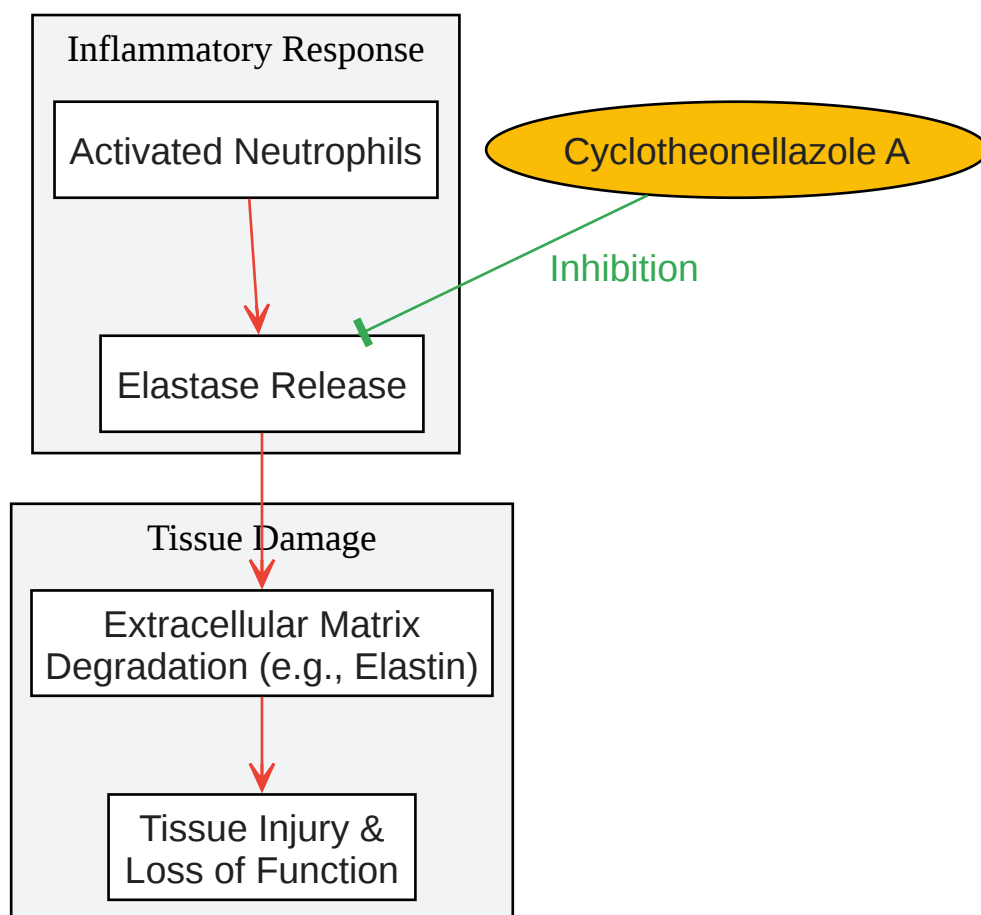 Inflammatory Response
Activated Neutrophils
Cyclotheonellazole A
Inhibition
Elastase Release
Tissue Damage
Extracellular Matrix
Degradation (e.g., Elastin)
Tissue Injury &
Loss of Function